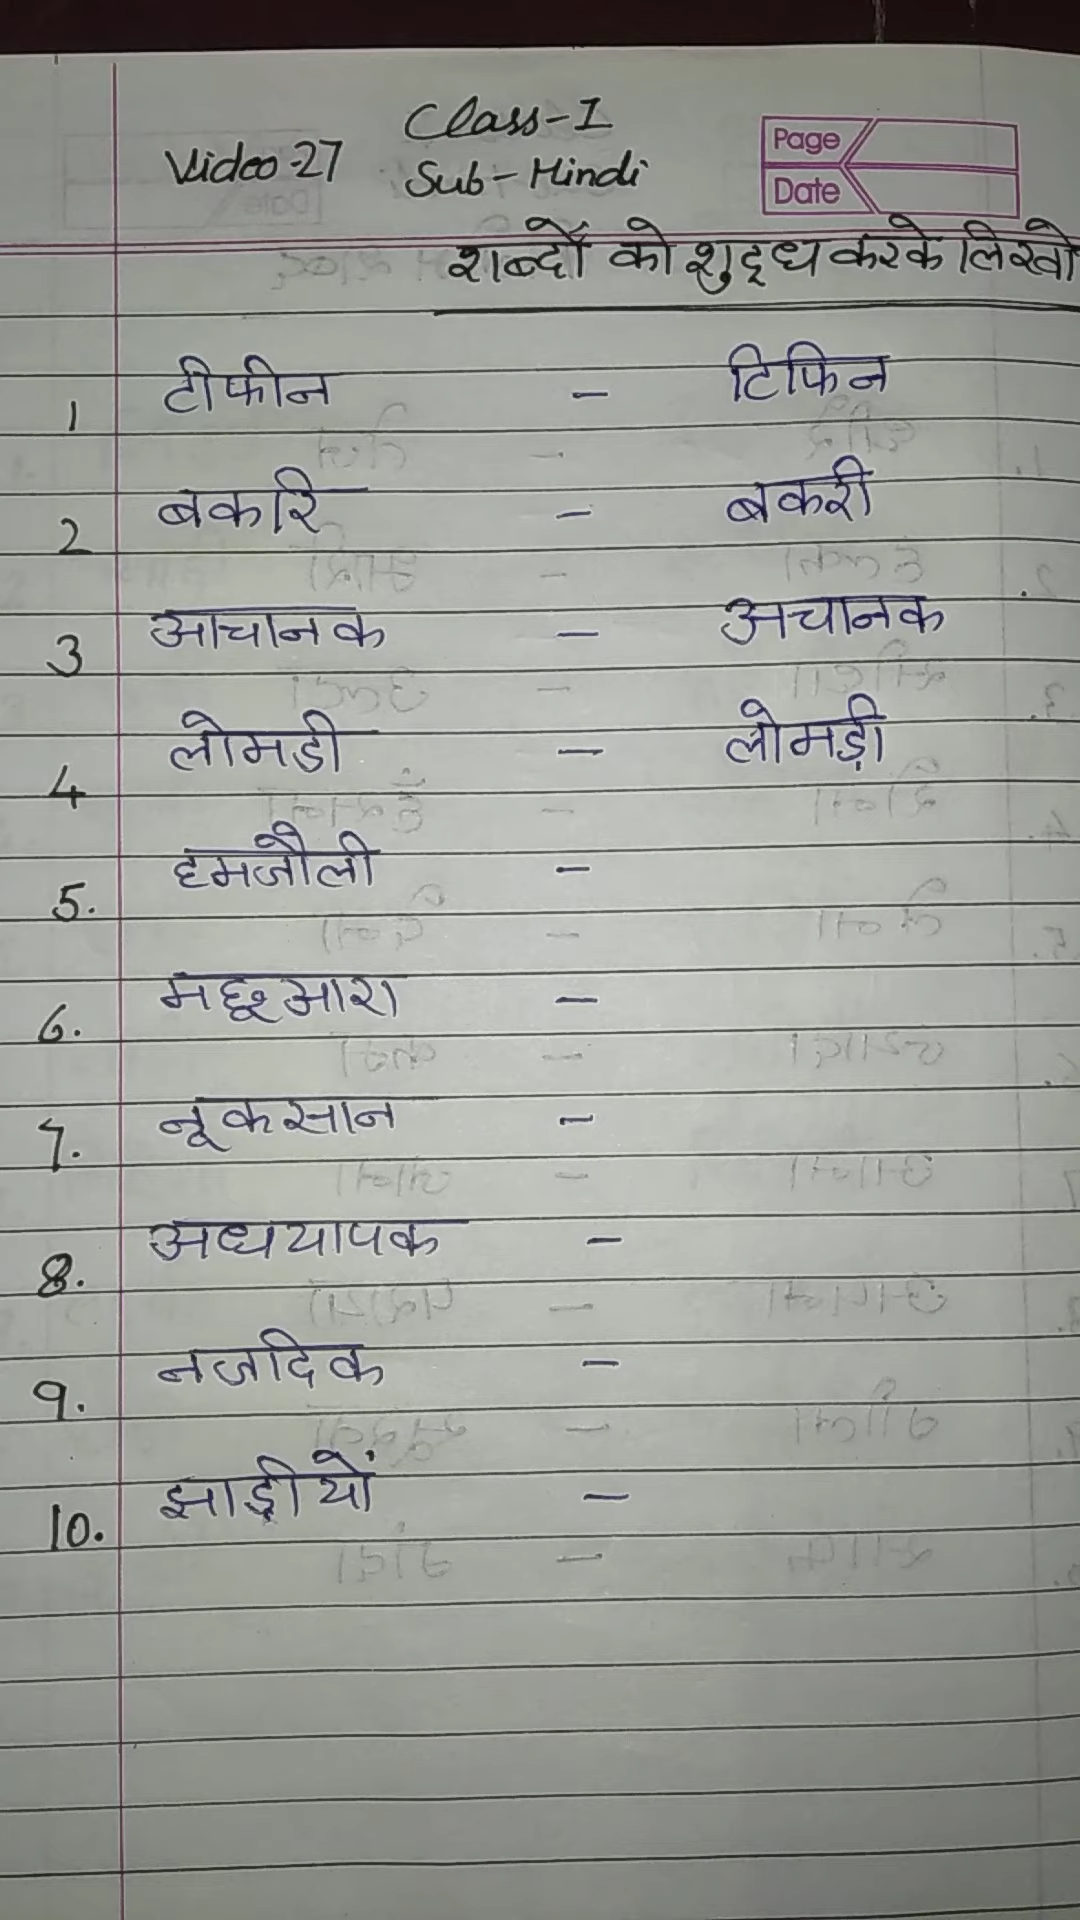 Class-I
Video-27 Sub-Hindi
Page
Date
शब्दों को शुद्ध करके लिखो
1 टीफीन - टिफिन
2 बकरि - बकरी
3 आचानक - अचानक
4 लोमडी - लोमड़ी
5. हमजौली -
6. मछूआरा -
7. नूकसान -
8. अधयापक -
9. नजदिक -
10. झाड़ीयों -